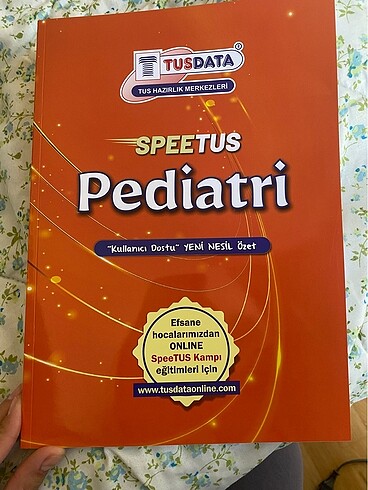 TUSDATA®
TUS HAZIRLIK MERKEZLERİ
SPEETUS
Pediatri
"Kullanıcı Dostu" YENİ NESİL Özet
Efsane
hocalarımızdan
ONLINE
SpeeTUS Kampı
eğitimleri için
www.tusdataonline.com